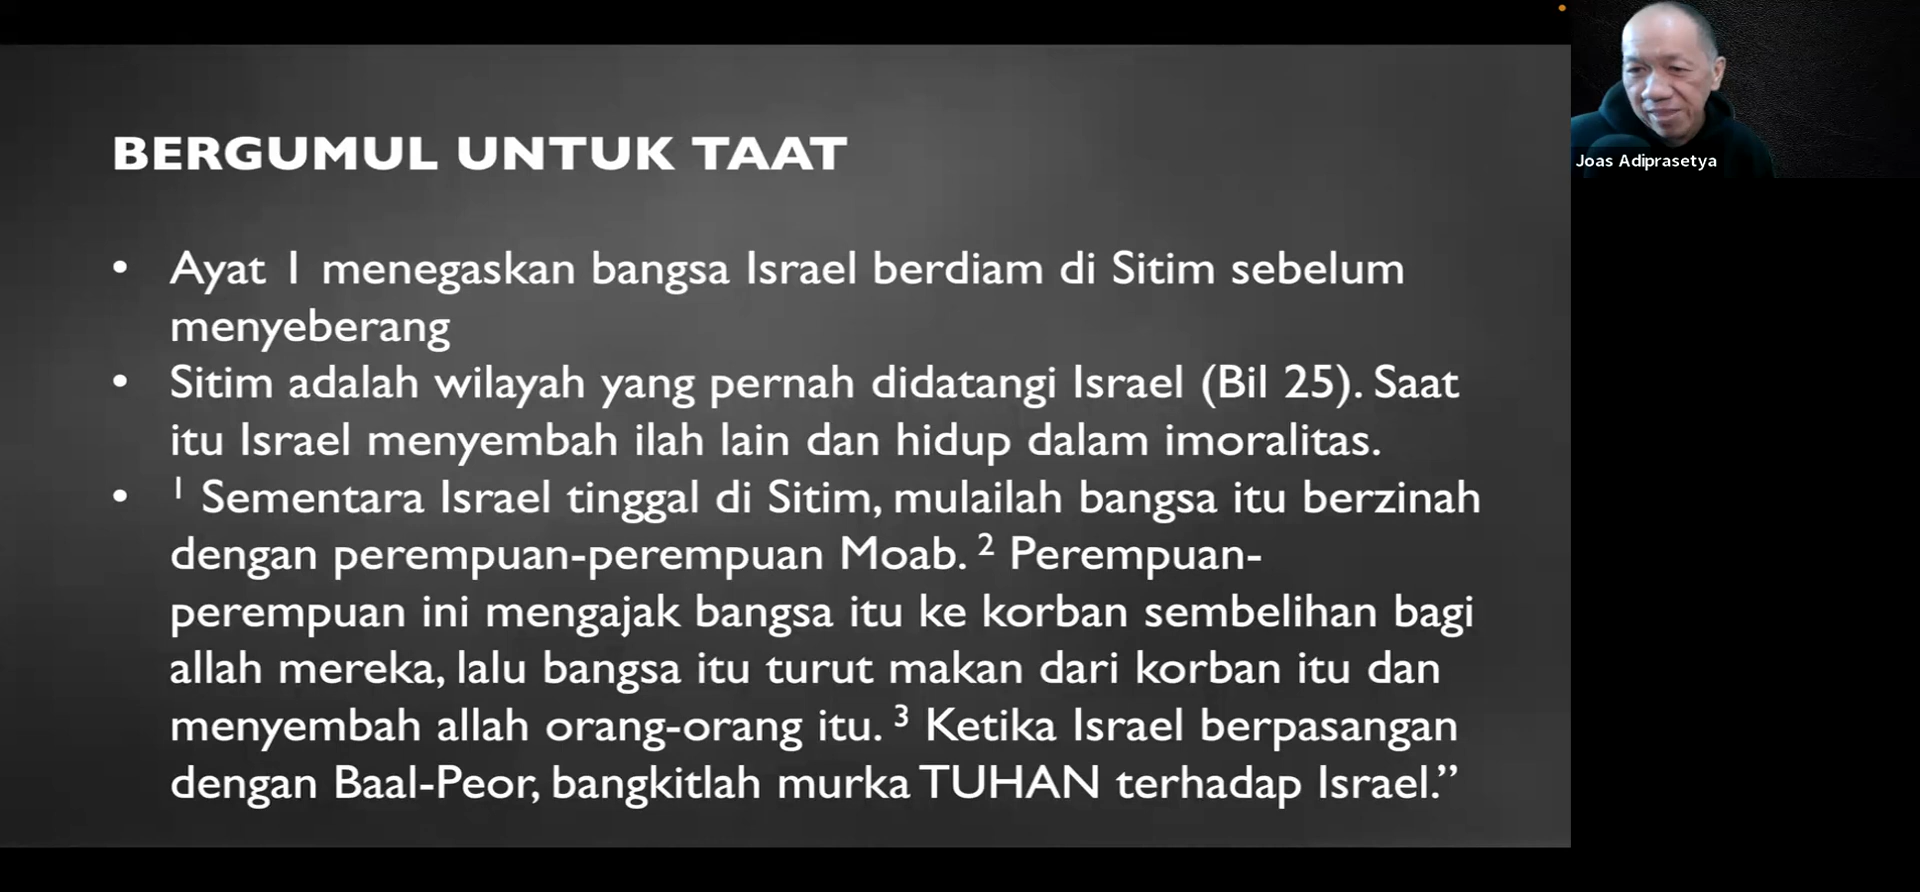 BERGUMUL UNTUK TAAT
• Ayat 1 menegaskan bangsa Israel berdiam di Sitim sebelum
menyeberang
• Sitim adalah wilayah yang pernah didatangi Israel (Bil 25). Saat
itu Israel menyembah ilah lain dan hidup dalam imoralitas.
• ¹ Sementara Israel tinggal di Sitim, mulailah bangsa itu berzinah
dengan perempuan-perempuan Moab. ² Perempuan-
perempuan ini mengajak bangsa itu ke korban sembelihan bagi
allah mereka, lalu bangsa itu turut makan dari korban itu dan
menyembah allah orang-orang itu. ³ Ketika Israel berpasangan
dengan Baal-Peor, bangkitlah murka TUHAN terhadap Israel.”
Joas Adiprasetya